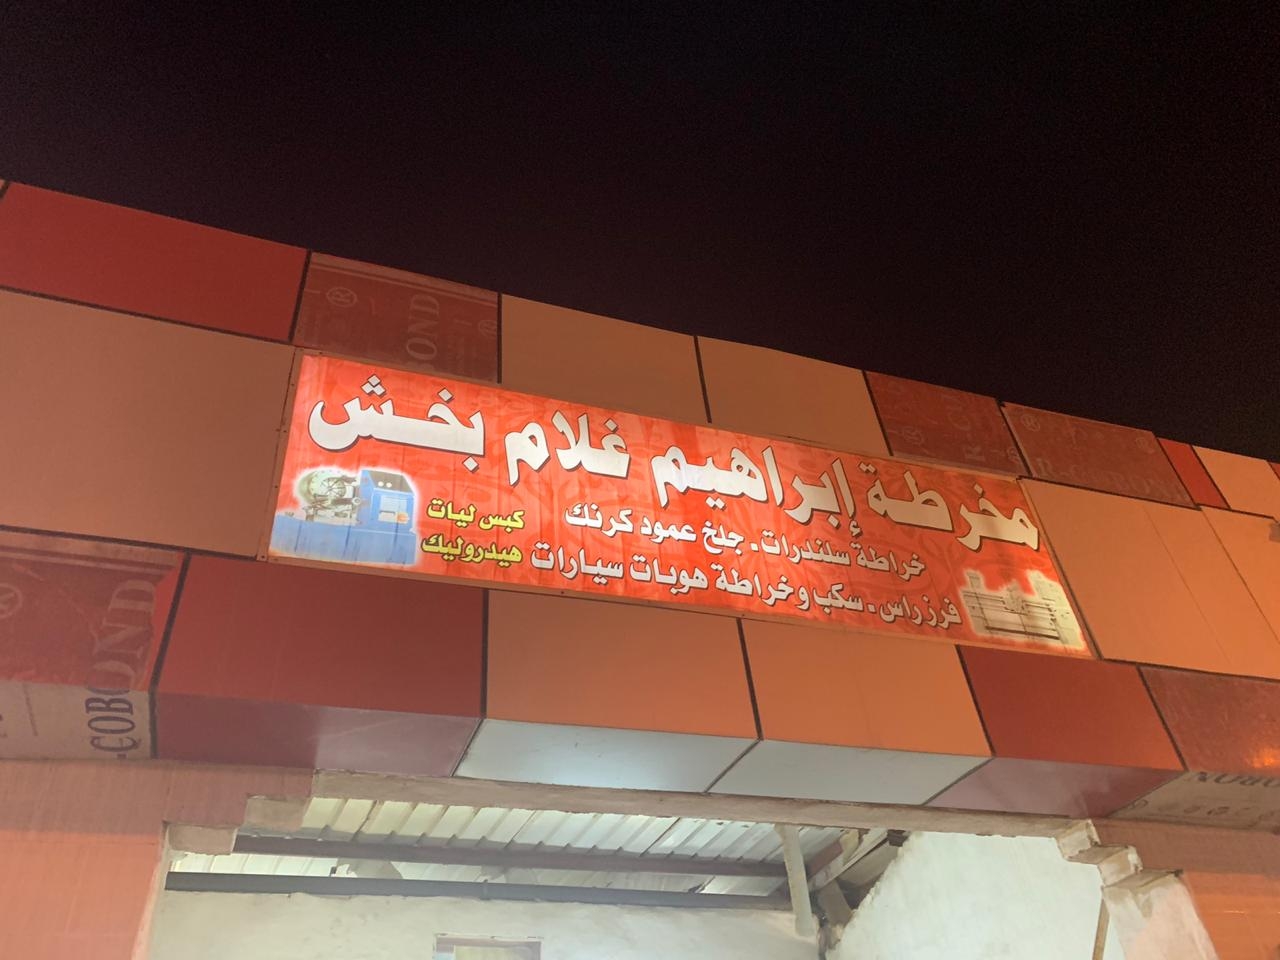 مخرطة إبراهيم غلام بخش
خراطة سلندرات - جلخ عمود كرنك
فرز راس - سكب وخراطة هوبات سيارات
كبس ليات
هيدروليك